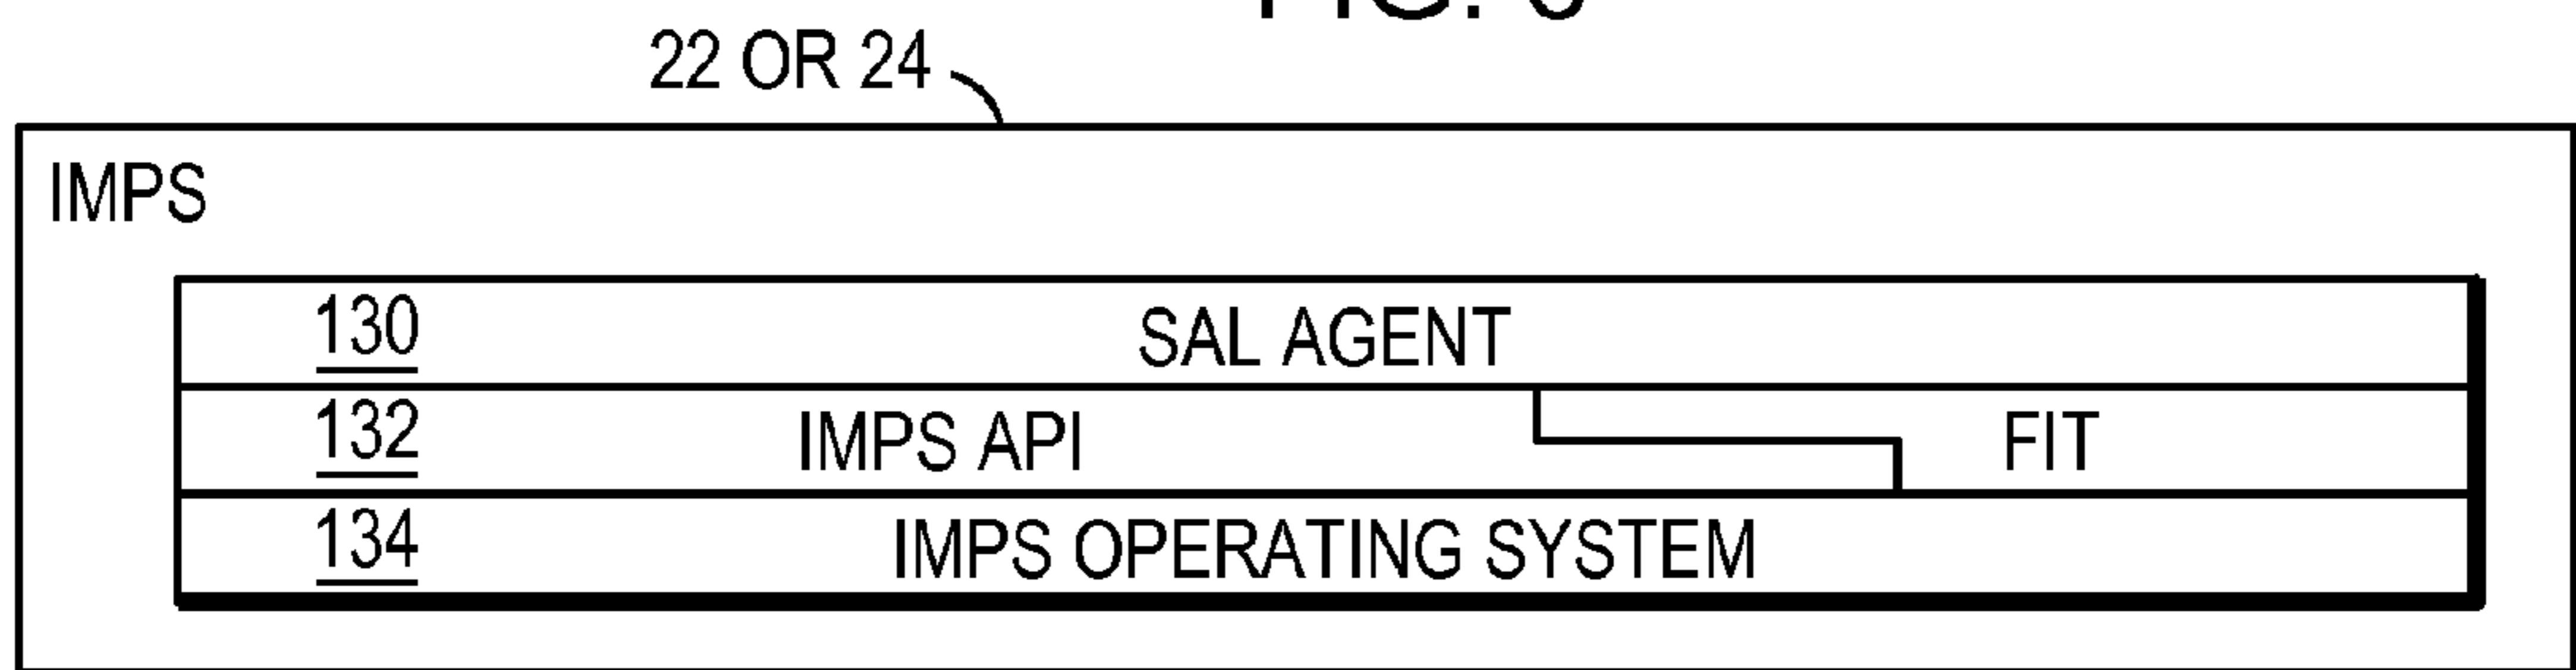 22 OR 24
IMPS
130 SAL AGENT
132 IMPS API FIT
134 IMPS OPERATING SYSTEM